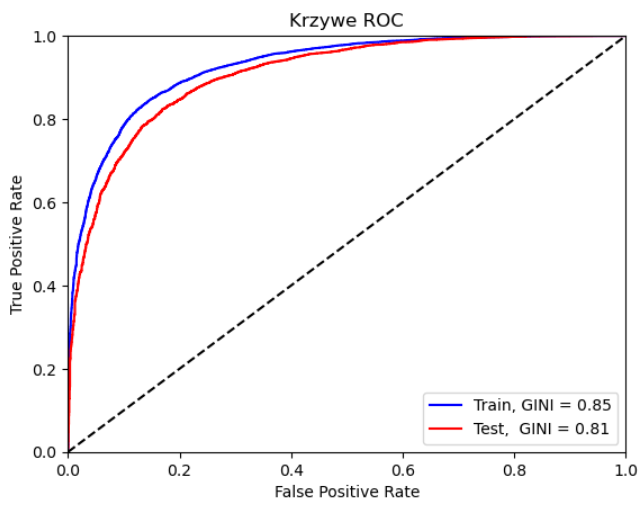 Krzywe ROC
True Positive Rate
1.0
0.8
0.6
0.4
0.2
0.0
Train, GINI = 0.85
Test,  GINI = 0.81
0.0 0.2 0.4 0.6 0.8 1.0
False Positive Rate